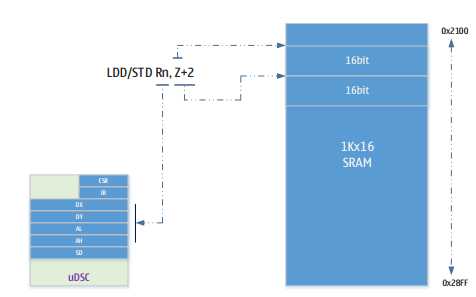 0x2100
16bit
LDD/STD Rn, Z+2
16bit
1Kx16
SRAM
CSR
IR
DX
DY
AL
AH
SD
uDSC
0x28FF